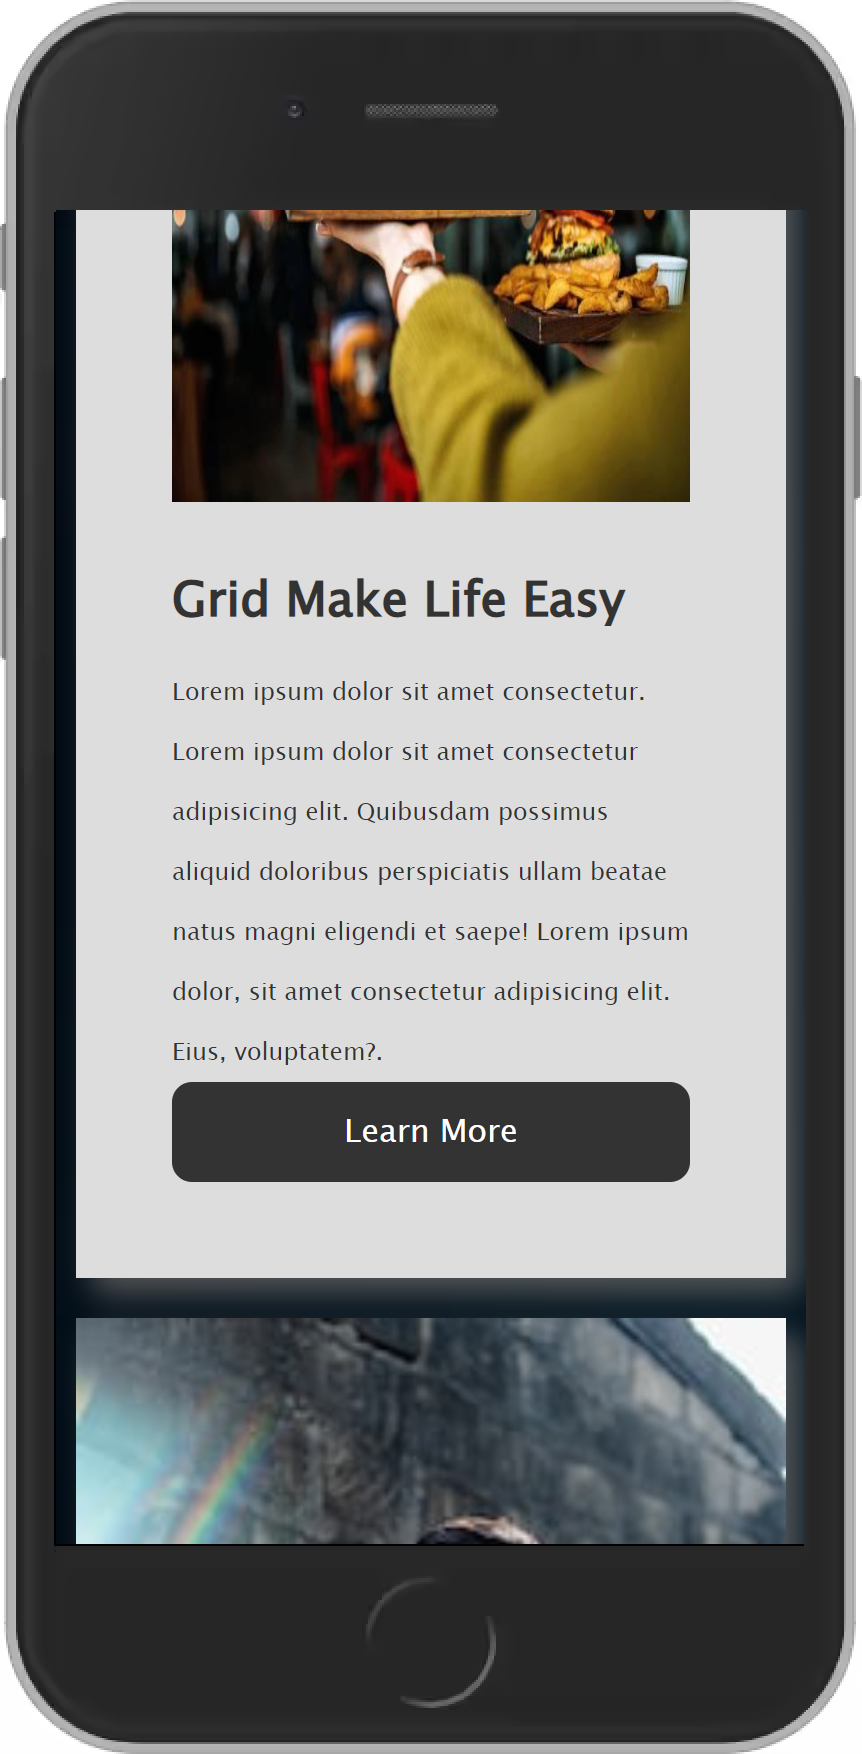 Grid Make Life Easy
Lorem ipsum dolor sit amet consectetur.
Lorem ipsum dolor sit amet consectetur
adipisicing elit. Quibusdam possimus
aliquid doloribus perspiciatis ullam beatae
natus magni eligendi et saepe! Lorem ipsum
dolor, sit amet consectetur adipisicing elit.
Eius, voluptatem?.
Learn More